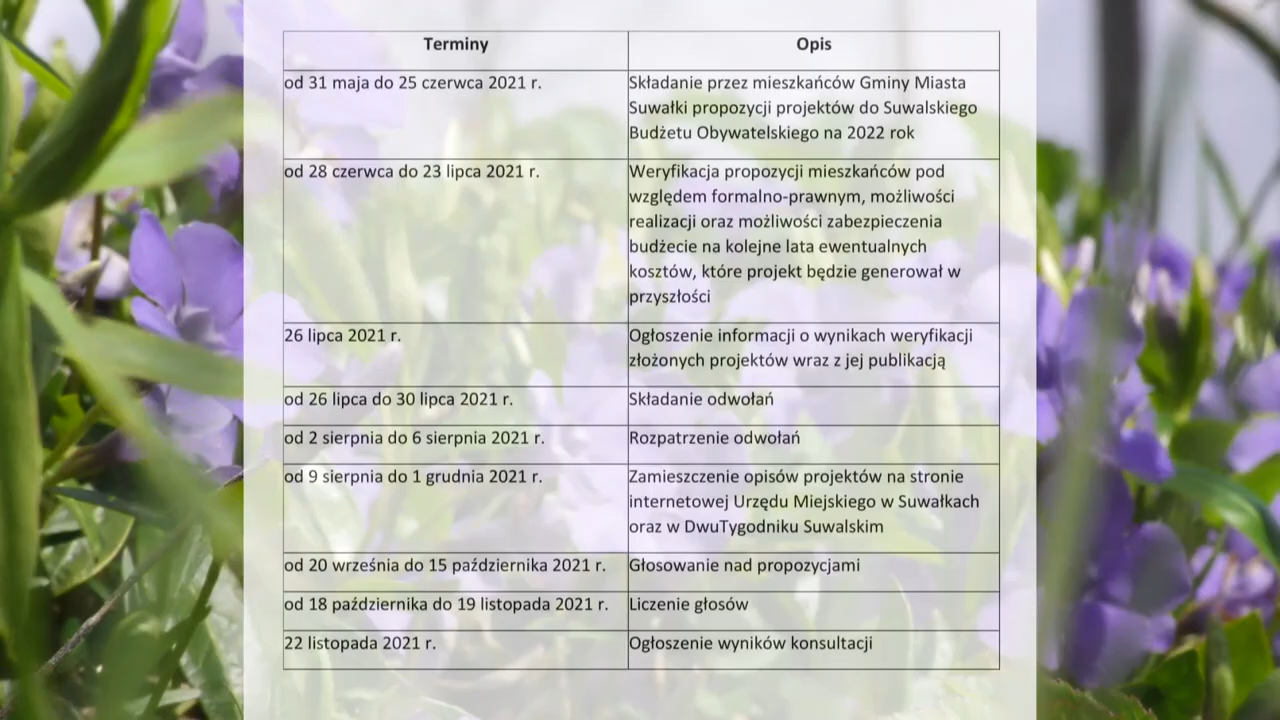 Terminy Opis
od 31 maja do 25 czerwca 2021 r. Składanie przez mieszkańców Gminy Miasta
Suwałki propozycji projektów do Suwalskiego
Budżetu Obywatelskiego na 2022 rok
od 28 czerwca do 23 lipca 2021 r. Weryfikacja propozycji mieszkańców pod
względem formalno-prawnym, możliwości
realizacji oraz możliwości zabezpieczenia
budżecie na kolejne lata ewentualnych
kosztów, które projekt będzie generował w
przyszłości
26 lipca 2021 r. Ogłoszenie informacji o wynikach weryfikacji
złożonych projektów wraz z jej publikacją
od 26 lipca do 30 lipca 2021 r. Składanie odwołań
od 2 sierpnia do 6 sierpnia 2021 r. Rozpatrzenie odwołań
od 9 sierpnia do 1 grudnia 2021 r. Zamieszczenie opisów projektów na stronie
internetowej Urzędu Miejskiego w Suwałkach
oraz w DwuTygodniku Suwalskim
od 20 września do 15 października 2021 r. Głosowanie nad propozycjami
od 18 października do 19 listopada 2021 r. Liczenie głosów
22 listopada 2021 r. Ogłoszenie wyników konsultacji